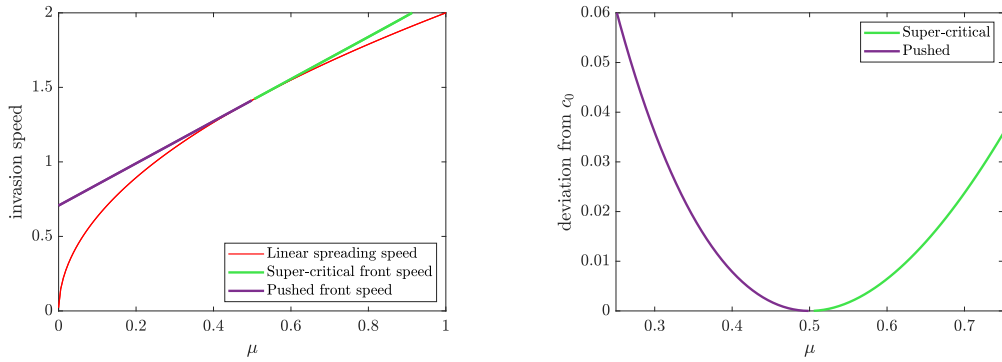 2
1.5
1
0.5
0
invasion speed
0
0.2
0.4
0.6
0.8
1
μ
Linear spreading speed
Super-critical front speed
Pushed front speed
0.06
0.05
0.04
0.03
0.02
0.01
0
deviation from c₀
0.3
0.4
0.5
0.6
0.7
μ
Super-critical
Pushed